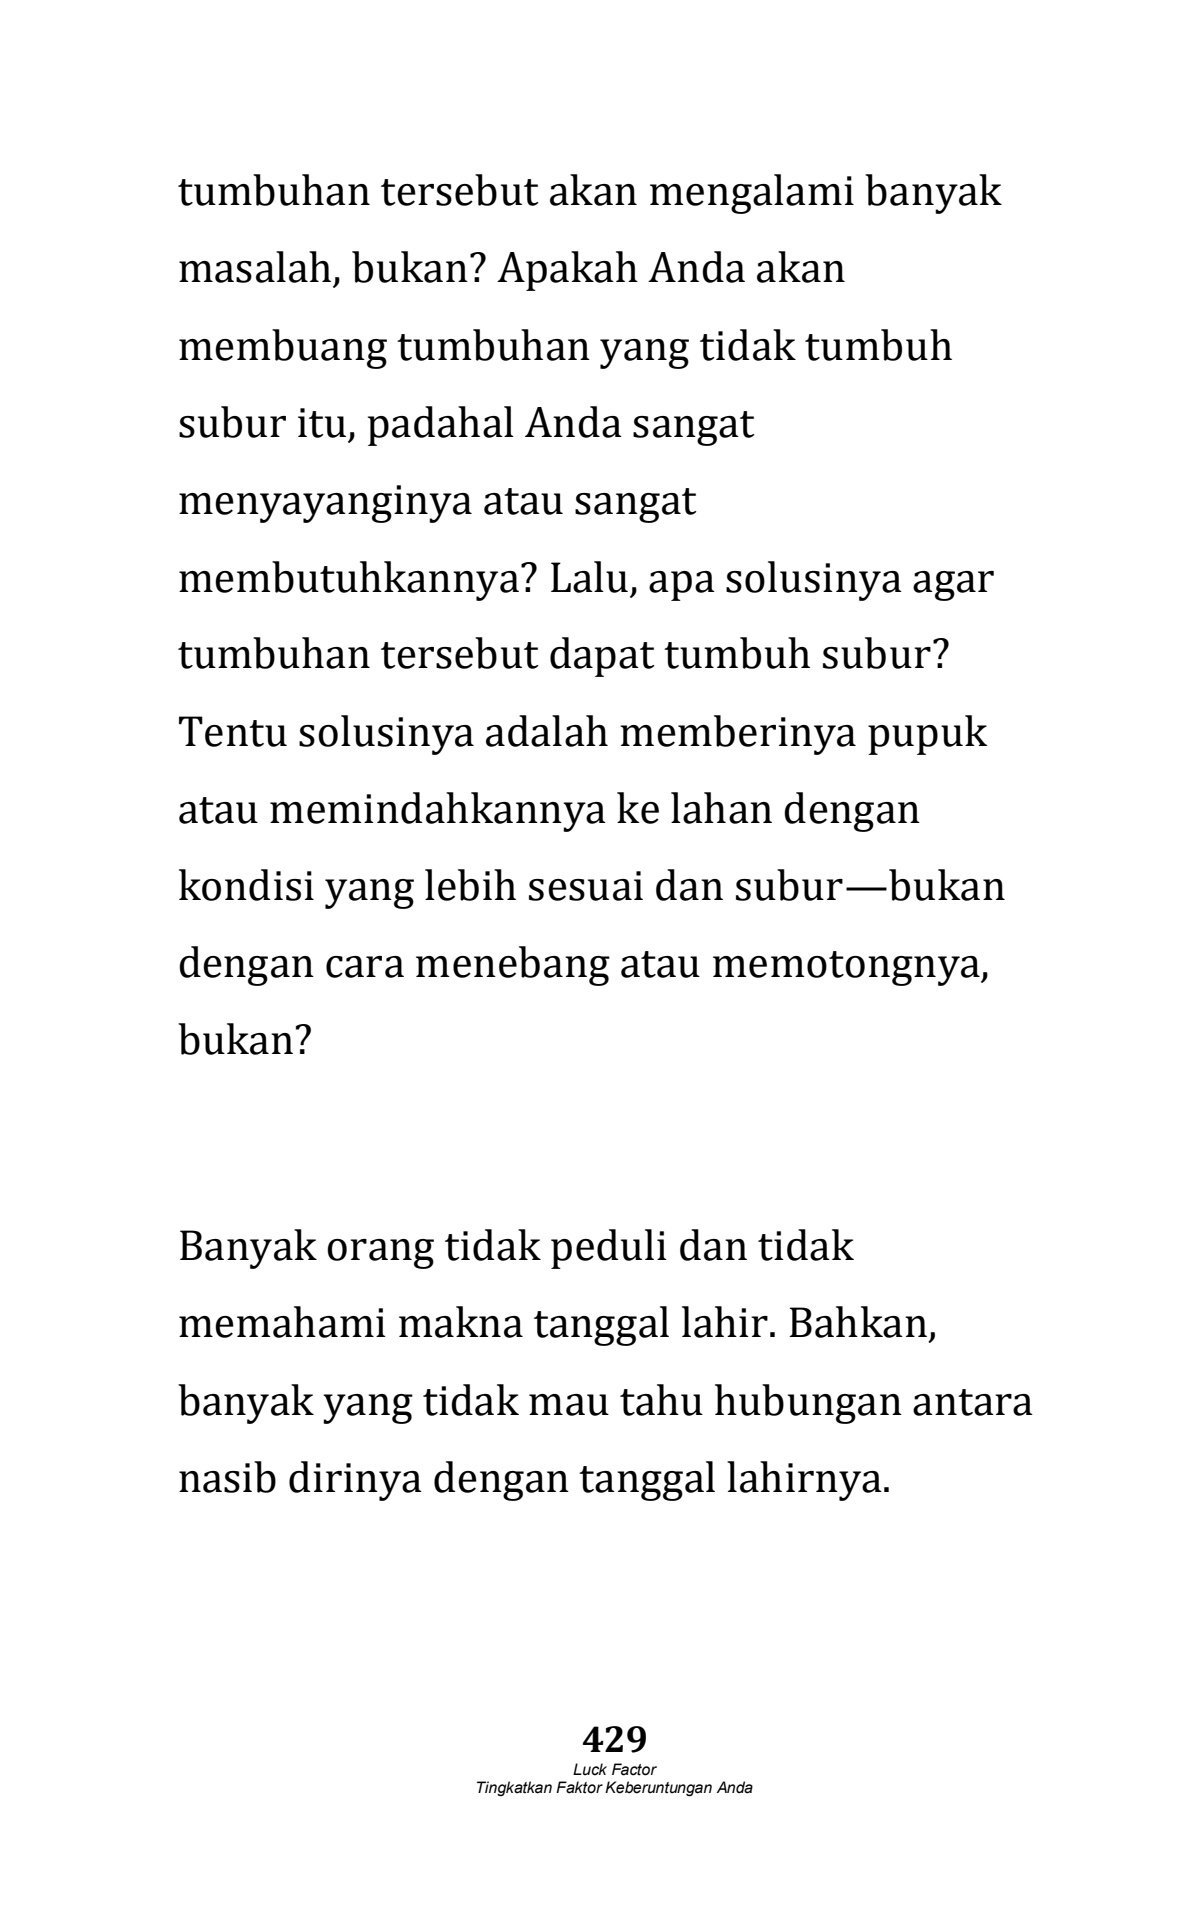 tumbuhan tersebut akan mengalami banyak
masalah, bukan? Apakah Anda akan
membuang tumbuhan yang tidak tumbuh
subur itu, padahal Anda sangat
menyayanginya atau sangat
membutuhkannya? Lalu, apa solusinya agar
tumbuhan tersebut dapat tumbuh subur?
Tentu solusinya adalah memberinya pupuk
atau memindahkannya ke lahan dengan
kondisi yang lebih sesuai dan subur—bukan
dengan cara menebang atau memotongnya,
bukan?
Banyak orang tidak peduli dan tidak
memahami makna tanggal lahir. Bahkan,
banyak yang tidak mau tahu hubungan antara
nasib dirinya dengan tanggal lahirnya.
429
Luck Factor
Tingkatkan Faktor Keberuntungan Anda